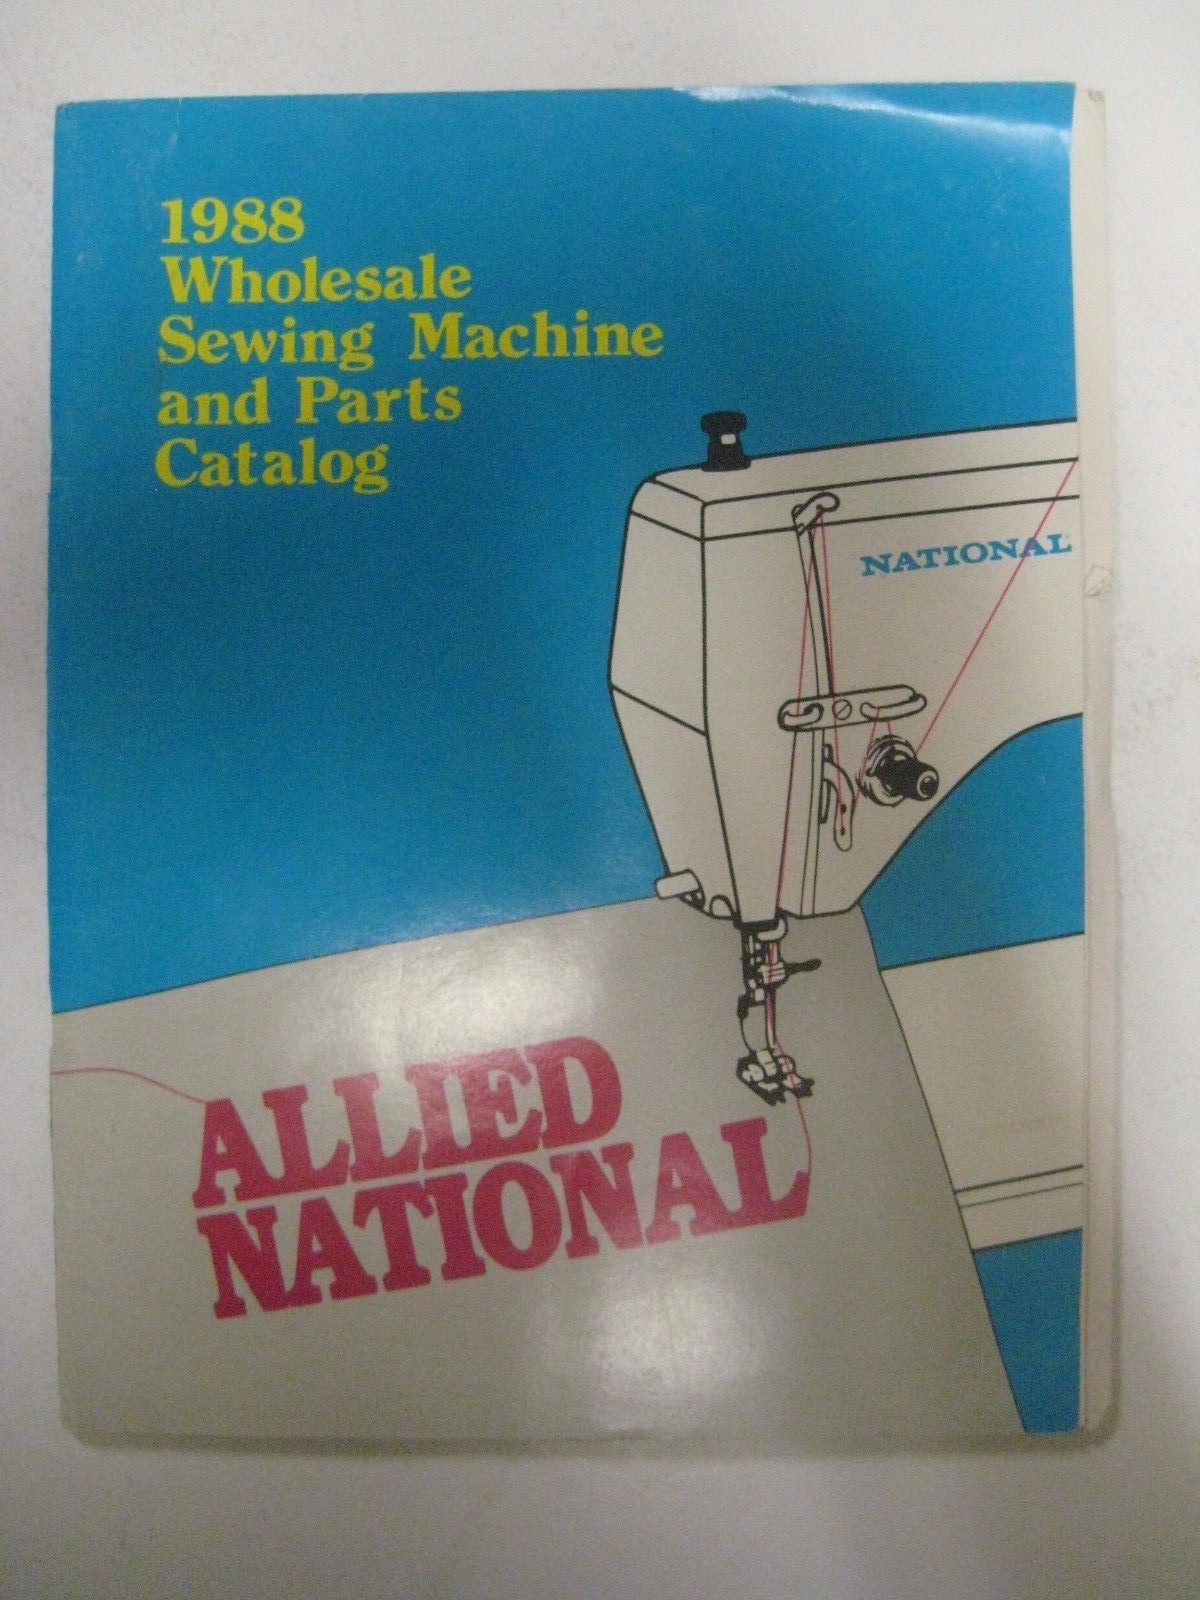 1988
Wholesale
Sewing Machine
and Parts
Catalog
NATIONAL
ALLIED
NATIONAL